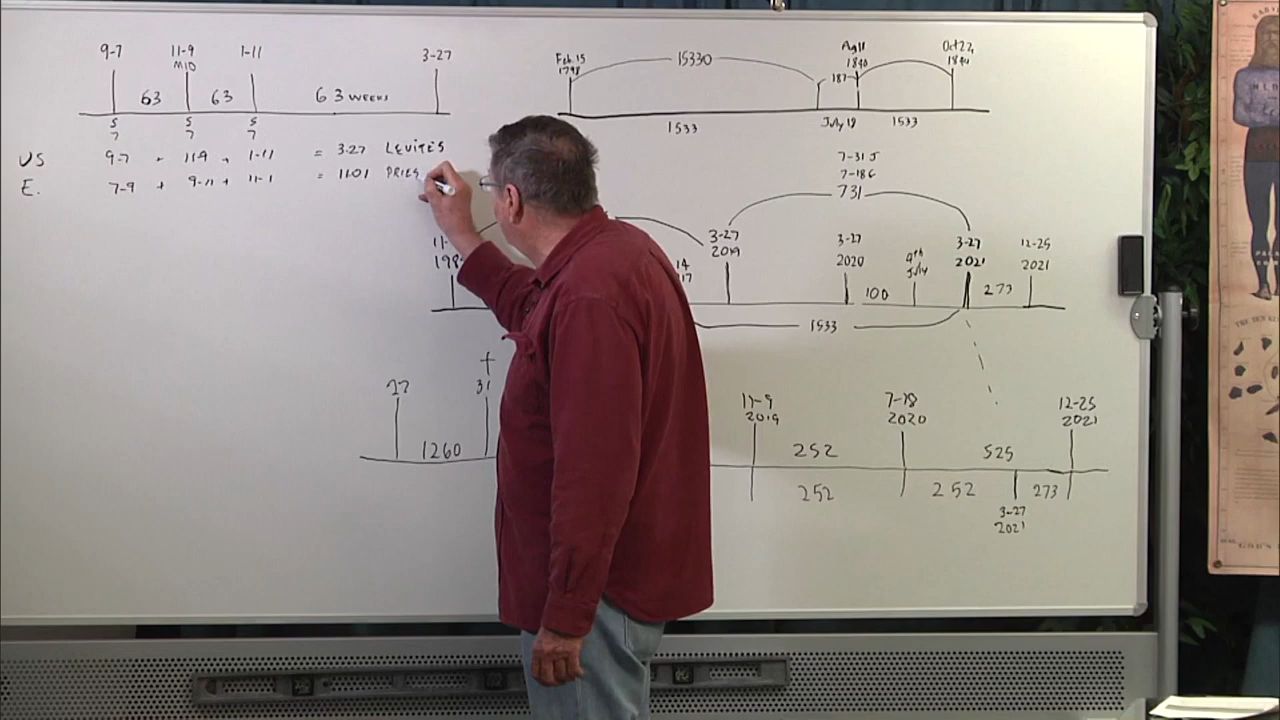 9-7 11-9 1-11 3-27
MID
63 63 63 WEEKS
5 5 5
7 7 7
US 9-7 + 11-9 + 1-11 = 3-27 LEVITES
E. 7-9 + 9-11 + 11-1 = 1101 PRIES
Feb. 15
1798
15330
187
Aug 11
1840
Oct 22,
1844
1533 July 18 1533
7-31 J
7-18 G
731
3-27
2019
3-27
2020
100
4th
July
3-27
2021
273
12-25
2021
1533
27 31
1260
11-9
2019
7-18
2020
12-25
2021
252 525
252 252 273
3-27
2021